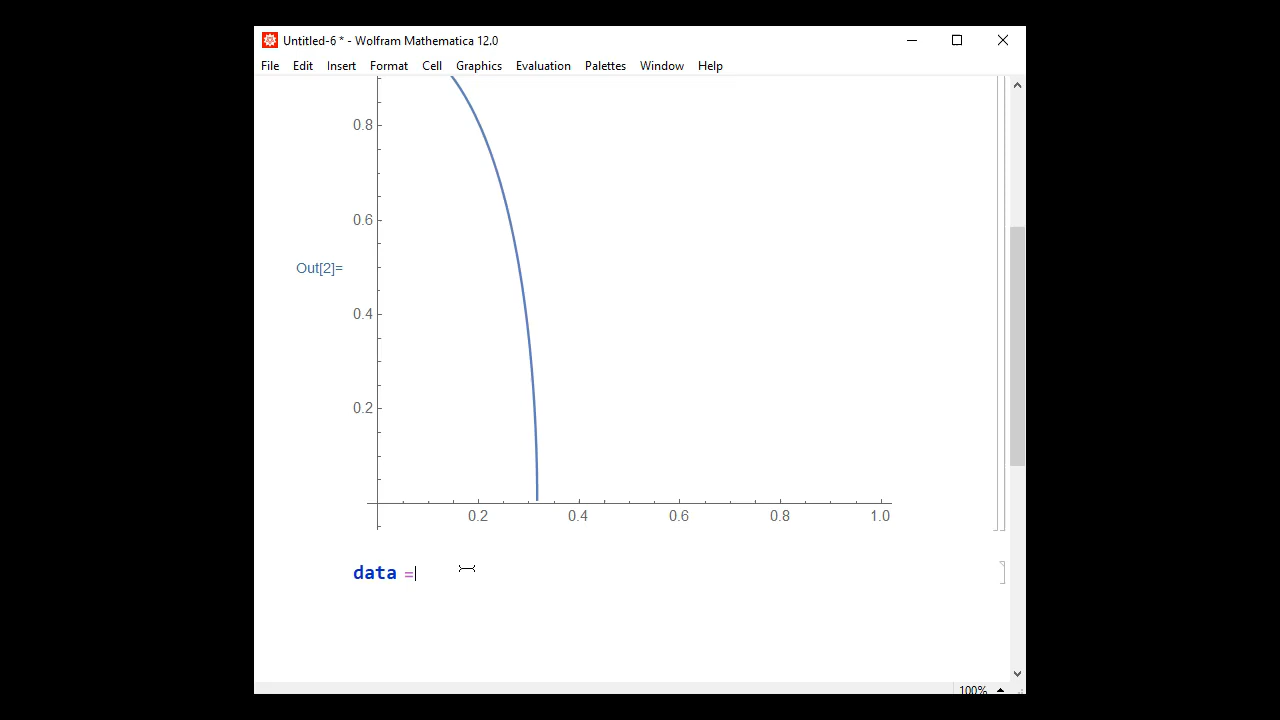 Untitled-6 * - Wolfram Mathematica 12.0
File Edit Insert Format Cell Graphics Evaluation Palettes Window Help
0.8
0.6
Out[2]=
0.4
0.2
0.2 0.4 0.6 0.8 1.0
data =
100%